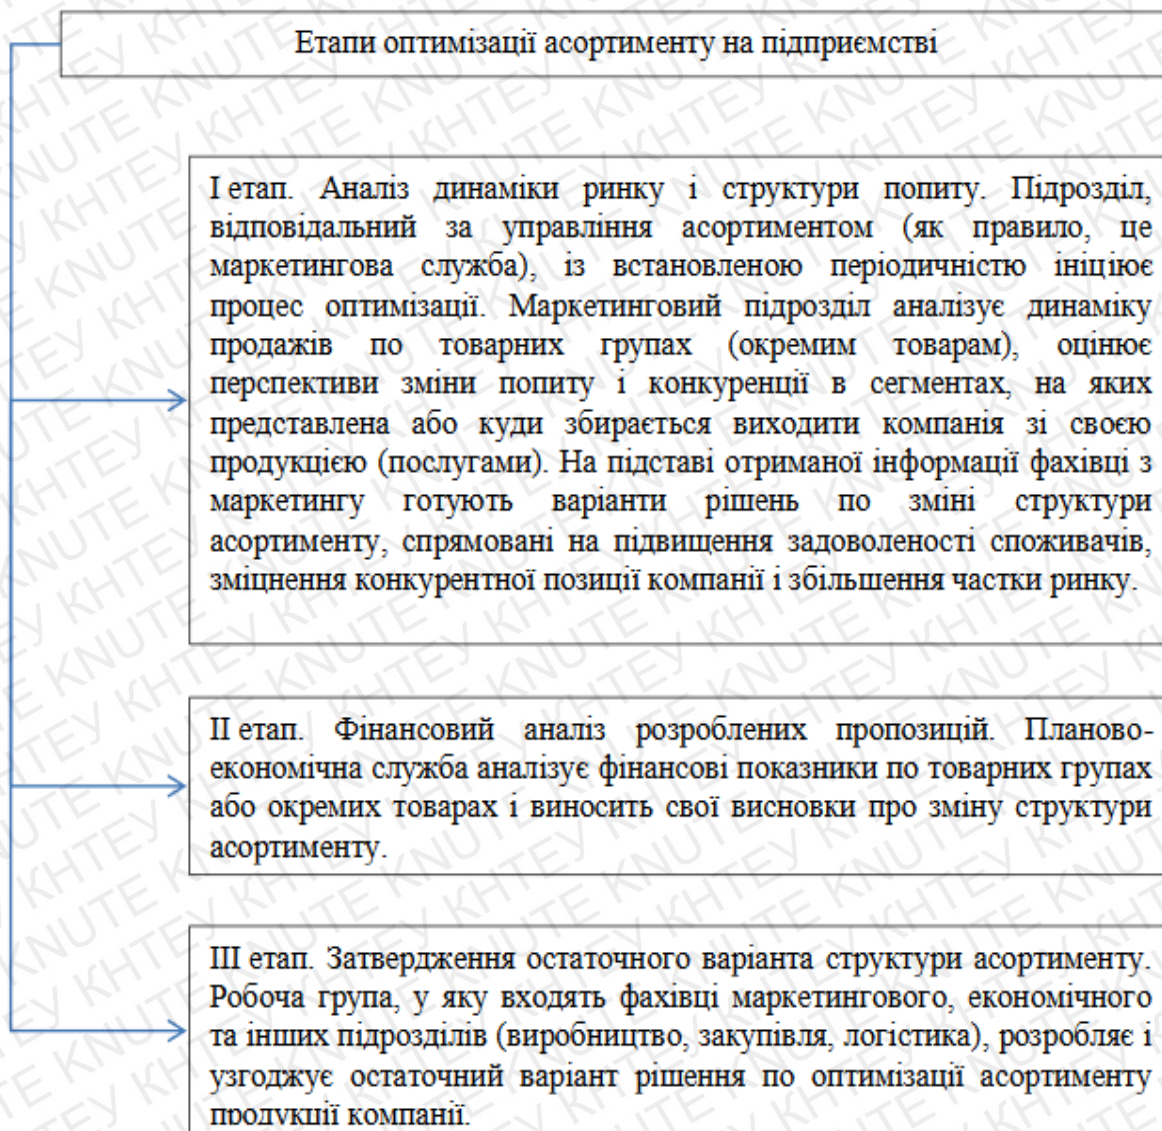 Етапи оптимізації асортименту на підприємстві
І етап. Аналіз динаміки ринку і структури попиту. Підрозділ,
відповідальний за управління асортиментом (як правило, це
маркетингова служба), із встановленою періодичністю ініціює
процес оптимізації. Маркетинговий підрозділ аналізує динаміку
продажів по товарних групах (окремим товарам), оцінює
перспективи зміни попиту і конкуренції в сегментах, на яких
представлена або куди збирається виходити компанія зі своєю
продукцією (послугами). На підставі отриманої інформації фахівці з
маркетингу готують варіанти рішень по зміні структури
асортименту, спрямовані на підвищення задоволеності споживачів,
зміцнення конкурентної позиції компанії і збільшення частки ринку.
ІІ етап. Фінансовий аналіз розроблених пропозицій. Планово-
економічна служба аналізує фінансові показники по товарних групах
або окремих товарах і виносить свої висновки про зміну структури
асортименту.
ІІІ етап. Затвердження остаточного варіанта структури асортименту.
Робоча група, у яку входять фахівці маркетингового, економічного
та інших підрозділів (виробництво, закупівля, логістика), розробляє і
узгоджує остаточний варіант рішення по оптимізації асортименту
продукції компанії.